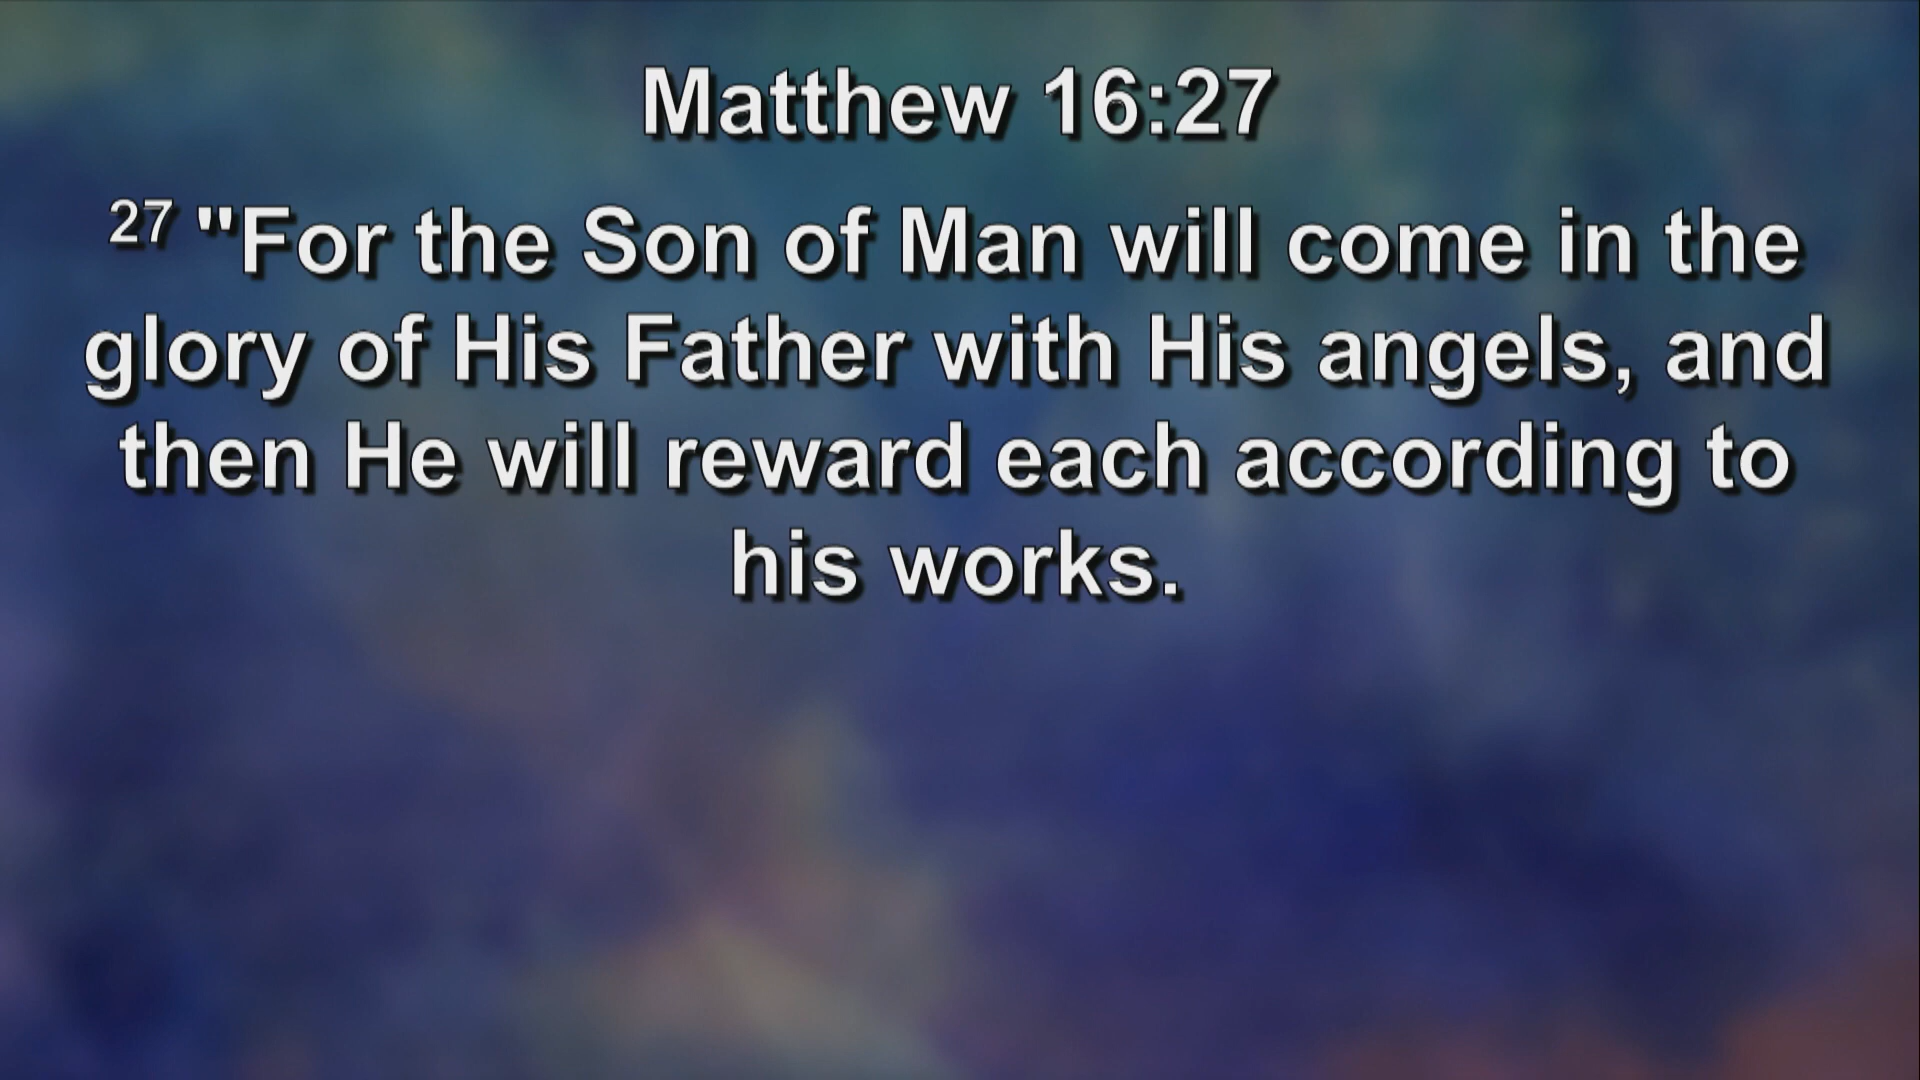 Matthew 16:27
27 "For the Son of Man will come in the
glory of His Father with His angels, and
then He will reward each according to
his works.